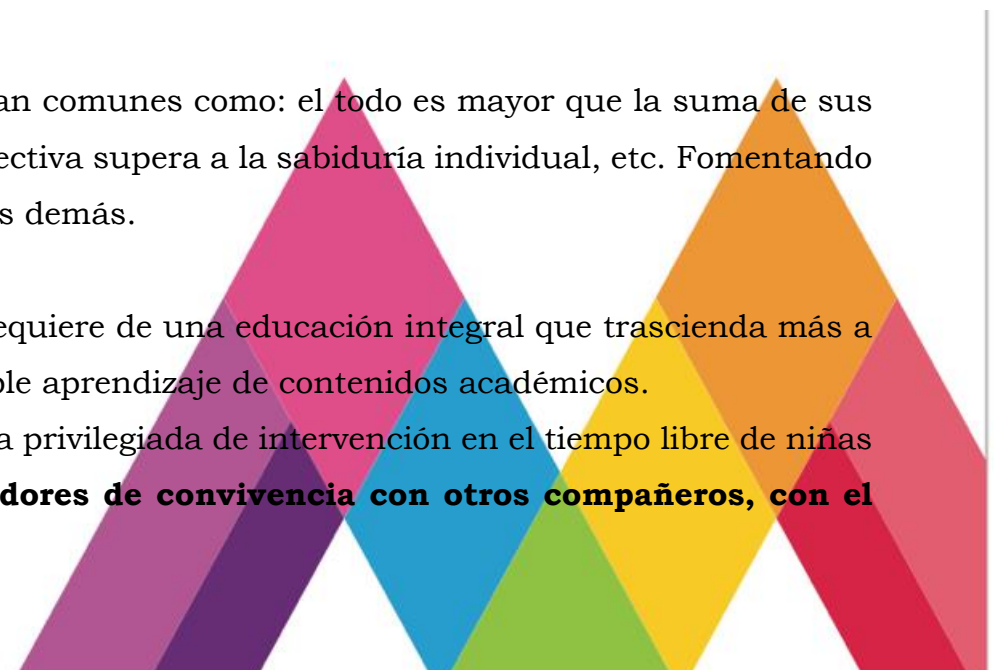 an comunes como: el todo es mayor que la suma de sus
ectiva supera a la sabiduría individual, etc. Fomentando
s demás.
equiere de una educación integral que trascienda más a
ple aprendizaje de contenidos académicos.
a privilegiada de intervención en el tiempo libre de niñas
dores de convivencia con otros compañeros, con el